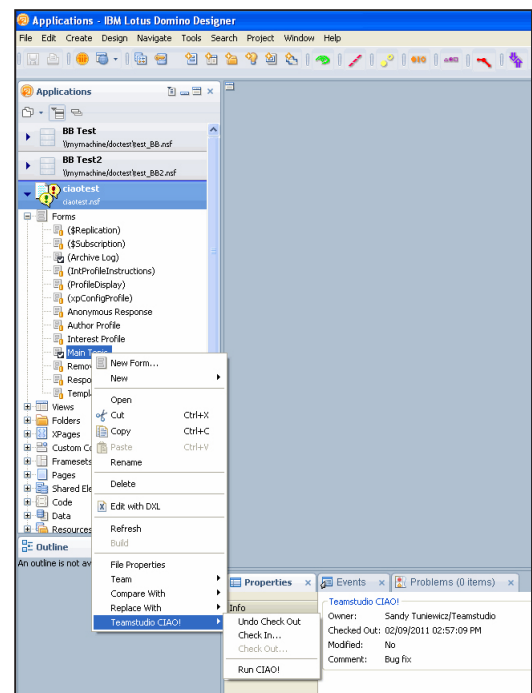 Applications - IBM Lotus Domino Designer
File Edit Create Design Navigate Tools Search Project Window Help
Applications
BB Test
\\mymachine/doctest\test_BB.nsf
BB Test2
\\mymachine/doctest\test_BB2.nsf
ciaotest
ciaotest.nsf
Forms
($Replication)
($Subscription)
(Archive Log)
(IntProfileInstructions)
(ProfileDisplay)
(xpConfigProfile)
Anonymous Response
Author Profile
Interest Profile
Main Topic
Remov
Respo
Templ
Views
Folders
XPages
Custom Co
Framesets
Pages
Shared Ele
Code
Data
Resources
New Form...
New
Open
Cut Ctrl+X
Copy Ctrl+C
Paste Ctrl+V
Rename
Delete
Edit with DXL
Refresh
Build
File Properties
Team
Compare With
Replace With
Teamstudio CIAO!
Undo Check Out
Check In...
Check Out...
Run CIAO!
Outline
An outline is not av
Properties Events Problems (0 items)
Info
Teamstudio CIAO!
Owner: Sandy Tuniewicz/Teamstudio
Checked Out: 02/09/2011 02:57:09 PM
Modified: No
Comment: Bug fix